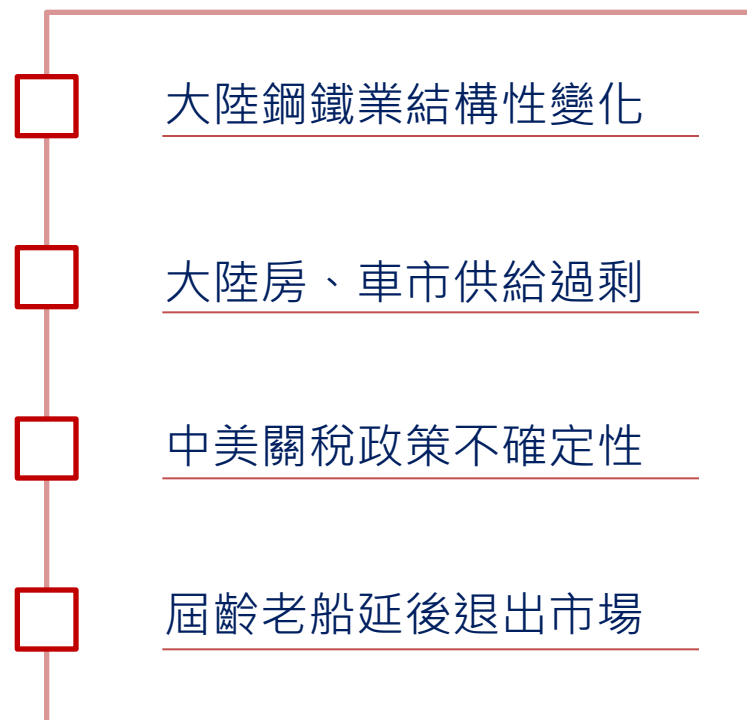 大陸鋼鐵業結構性變化
大陸房、車市供給過剩
中美關稅政策不確定性
屆齡老船延後退出市場